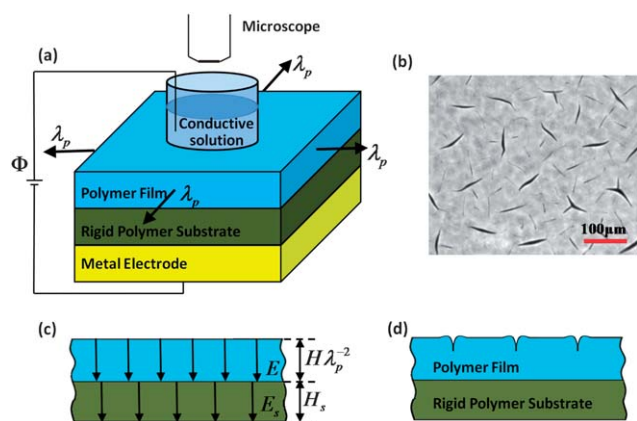 Microscope
(a)
λₚ
Conductive
solution
λₚ
λₚ
Φ
Polymer Film
λₚ
Rigid Polymer Substrate
Metal Electrode
(b)
100μm
(c)
E
Hλₚ⁻²
Eₛ
Hₛ
(d)
Polymer Film
Rigid Polymer Substrate